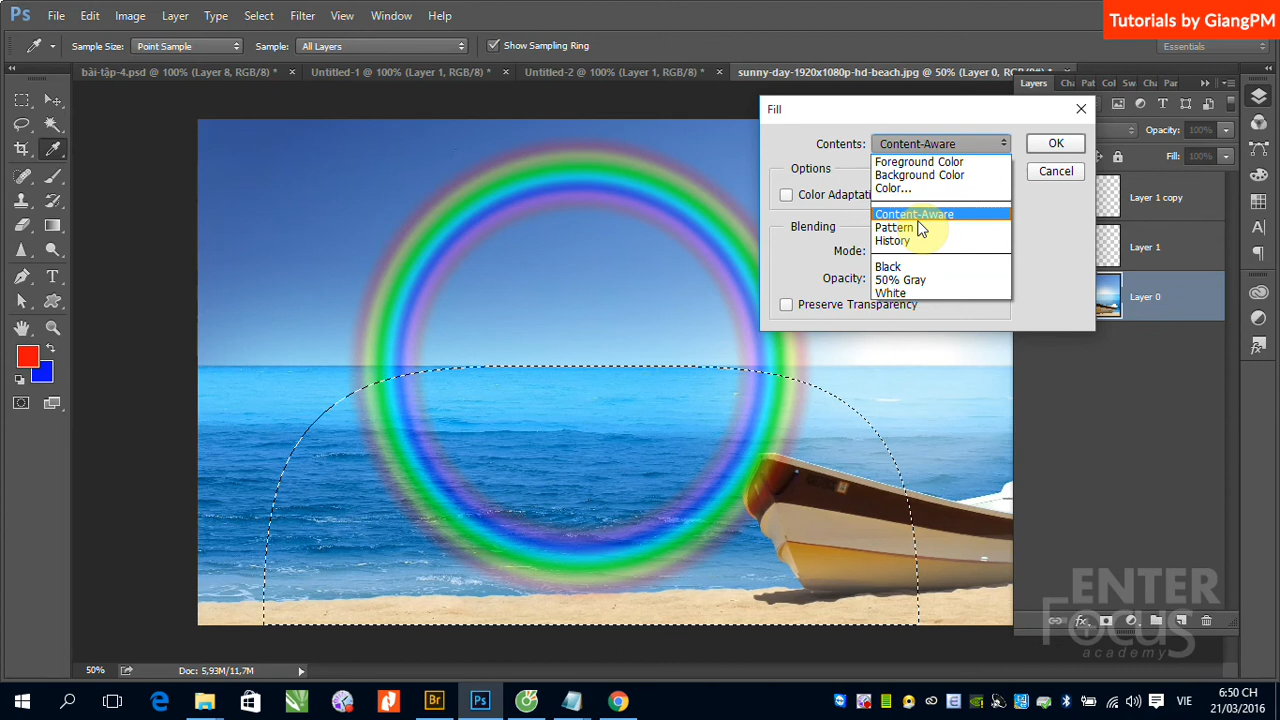 Ps File Edit Image Layer Type Select Filter View Window Help
Tutorials by GiangPM
Sample Size: Point Sample Sample: All Layers Show Sampling Ring Essentials
bài-tập-4.psd @ 100% (Layer 8, RGB/8) * × Untitled-1 @ 100% (Layer 1, RGB/8) * × Untitled-2 @ 100% (Layer 1, RGB/8) * × sunny-day-1920x1080p-hd-beach.jpg @ 50% (Layer 0, RGB/8#) *
Layers Cha Pat Col Sw Cha Par
Fill
Contents: Content-Aware OK
Foreground Color
Background Color
Color...
Content-Aware
Pattern
History
Black
50% Gray
White
Options
Cancel
Color Adaptati
Blending
Mode:
Opacity:
Preserve Transparency
Opacity: 100%
Fill: 100%
Layer 1 copy
Layer 1
Layer 0
ENTER
FOCUS
academy
50% Doc: 5,93M/11,7M
Br Ps VIE
6:50 CH
21/03/2016